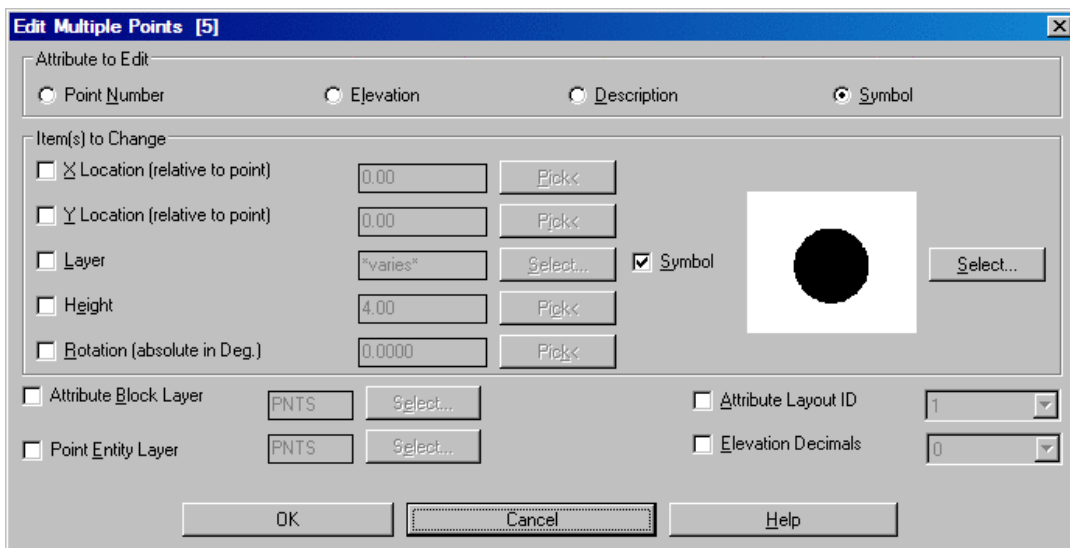 Edit Multiple Points [5]
Attribute to Edit
Point Number Elevation Description Symbol
Item(s) to Change
X Location (relative to point) 0.00 Pick<
Y Location (relative to point) 0.00 Pick<
Layer *varies* Select... Symbol Select...
Height 4.00 Pick<
Rotation (absolute in Deg.) 0.0000 Pick<
Attribute Block Layer PNTS Select... Attribute Layout ID 1
Point Entity Layer PNTS Select... Elevation Decimals 0
OK Cancel Help